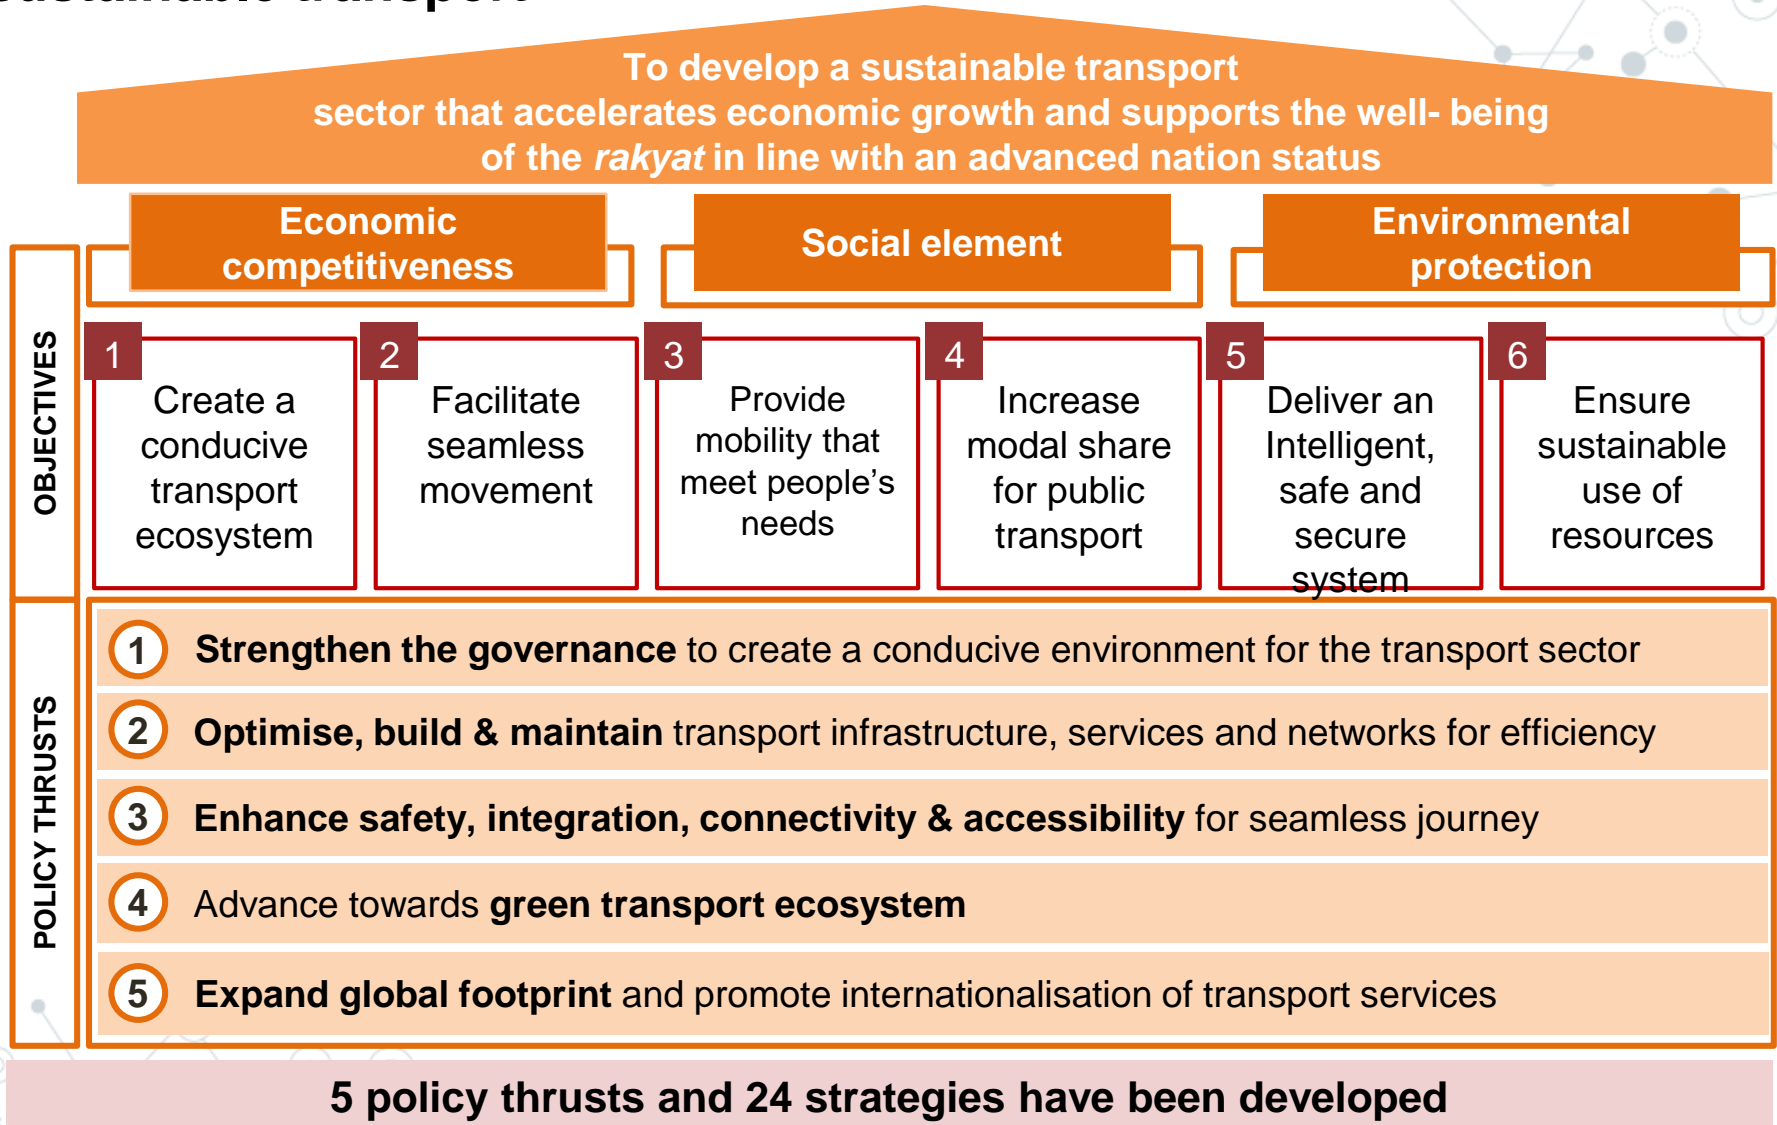 sustainable transport
To develop a sustainable transport
sector that accelerates economic growth and supports the well- being
of the rakyat in line with an advanced nation status
Economic
competitiveness
Social element
Environmental
protection
OBJECTIVES
1
Create a
conducive
transport
ecosystem
2
Facilitate
seamless
movement
3
Provide
mobility that
meet people's
needs
4
Increase
modal share
for public
transport
5
Deliver an
Intelligent,
safe and
secure
system
6
Ensure
sustainable
use of
resources
POLICY THRUSTS
1 Strengthen the governance to create a conducive environment for the transport sector
2 Optimise, build & maintain transport infrastructure, services and networks for efficiency
3 Enhance safety, integration, connectivity & accessibility for seamless journey
4 Advance towards green transport ecosystem
5 Expand global footprint and promote internationalisation of transport services
5 policy thrusts and 24 strategies have been developed